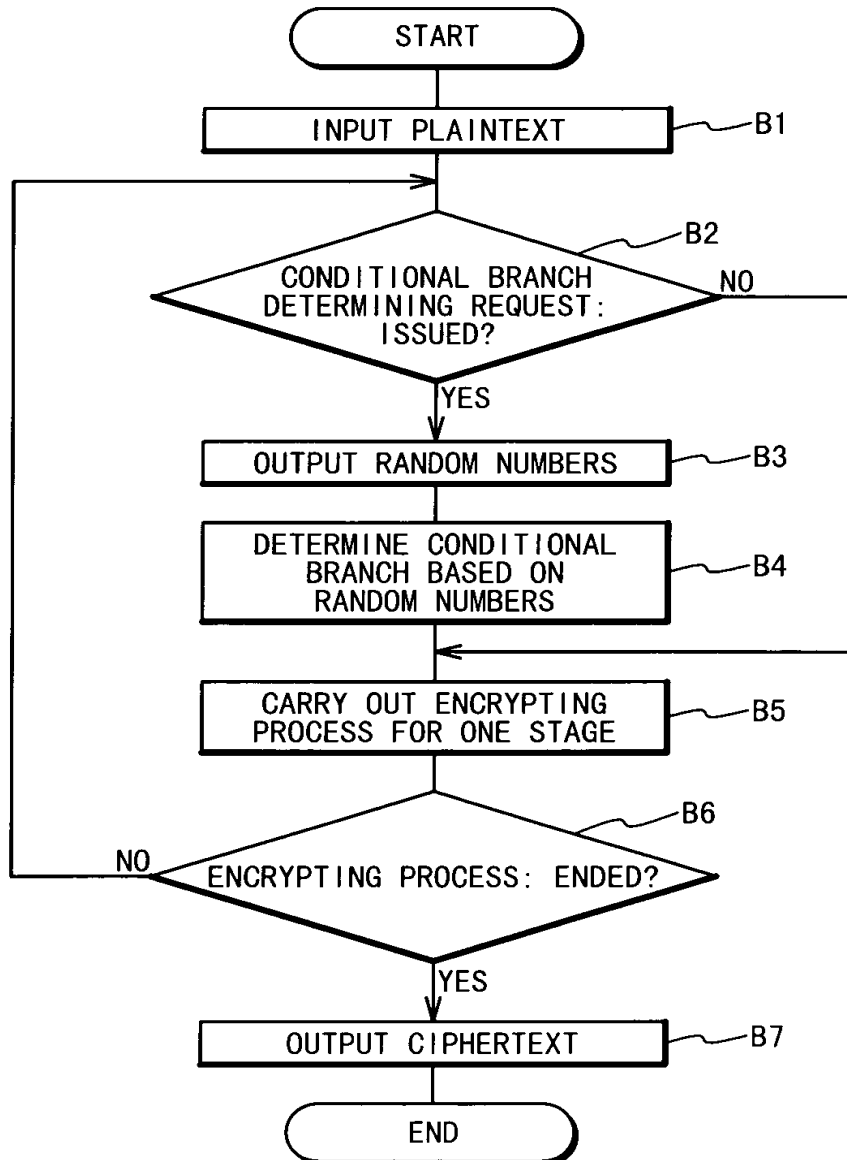 START
INPUT PLAINTEXT
B1
B2
CONDITIONAL BRANCH
DETERMINING REQUEST:
ISSUED?
NO
YES
OUTPUT RANDOM NUMBERS
B3
DETERMINE CONDITIONAL
BRANCH BASED ON
RANDOM NUMBERS
B4
CARRY OUT ENCRYPTING
PROCESS FOR ONE STAGE
B5
B6
NO
ENCRYPTING PROCESS: ENDED?
YES
OUTPUT CIPHERTEXT
B7
END